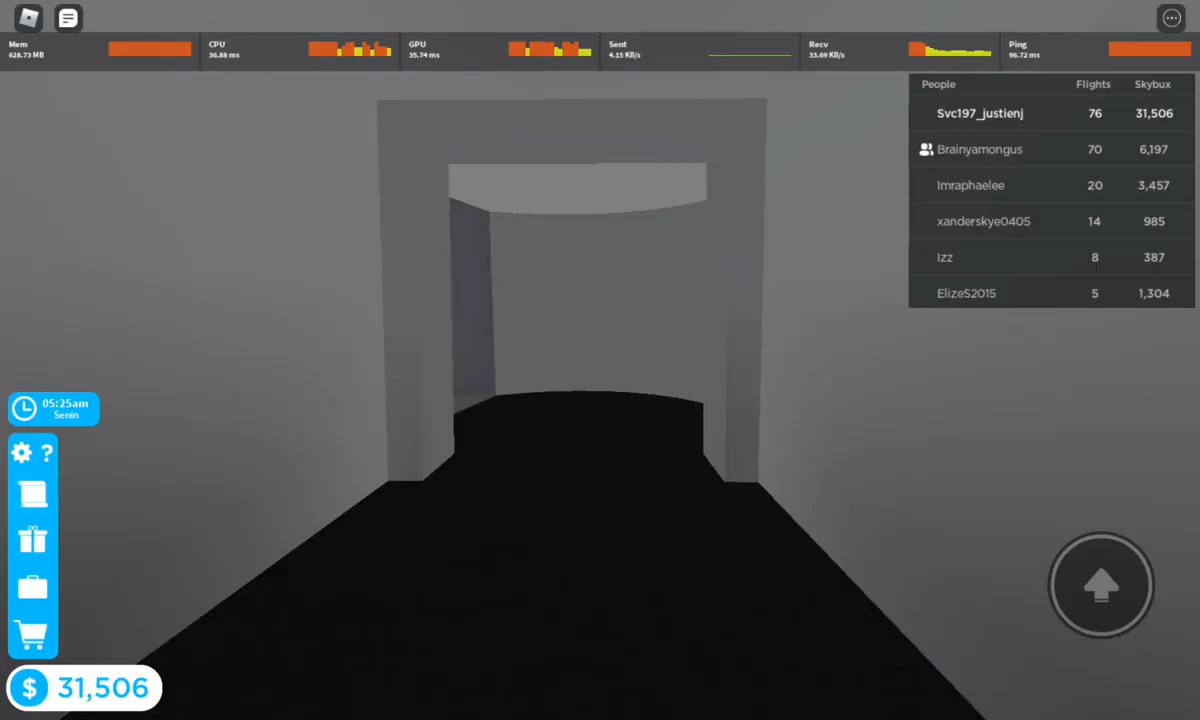 Mem CPU GPU Sent Recv Ping
628.73 MB 36.88 ms 35.74 ms 4.15 KB/s 33.69 KB/s 96.72 ms
People Flights Skybux
Svc197_justienj 76 31,506
Brainyamongus 70 6,197
Imraphaelee 20 3,457
xanderskye0405 14 985
Izz 8 387
ElizeS2015 5 1,304
05:25am
Senin
?
$ 31,506